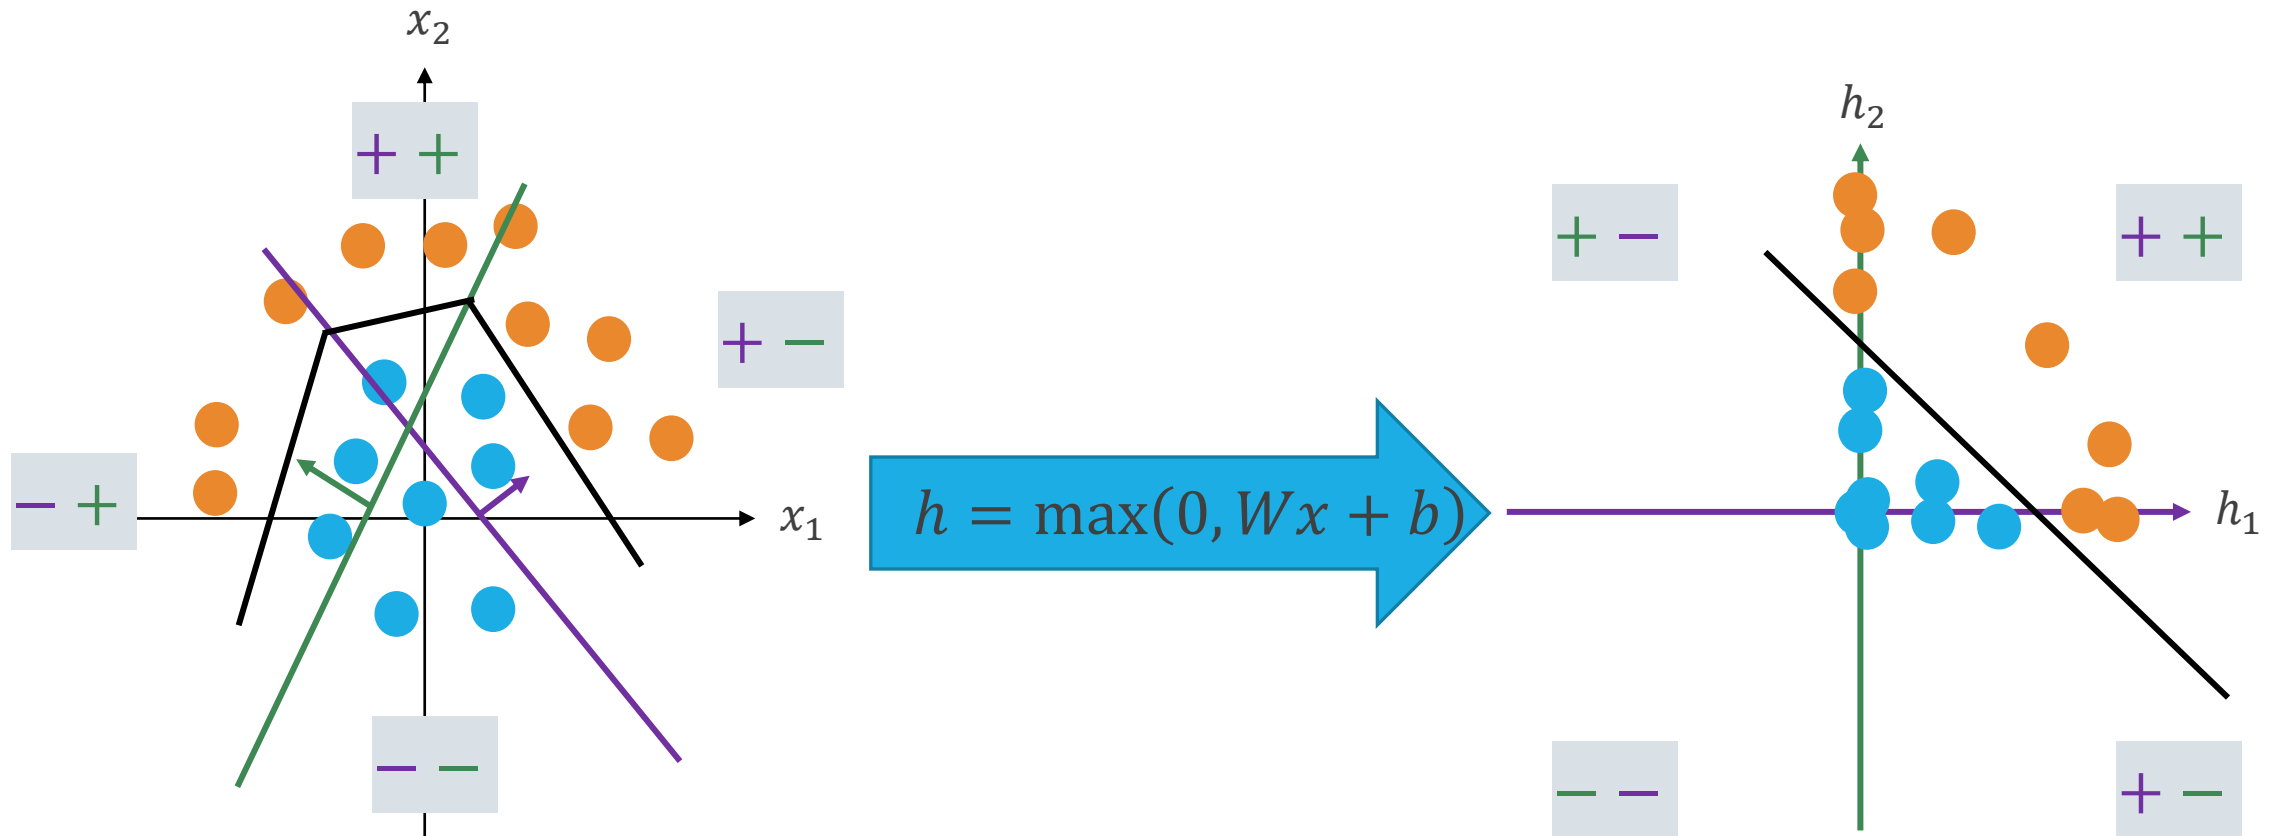 x₂
+ +
+ −
− +
x₁
− −
h = max(0, Wx + b)
h₂
+ −
+ +
h₁
− −
+ −